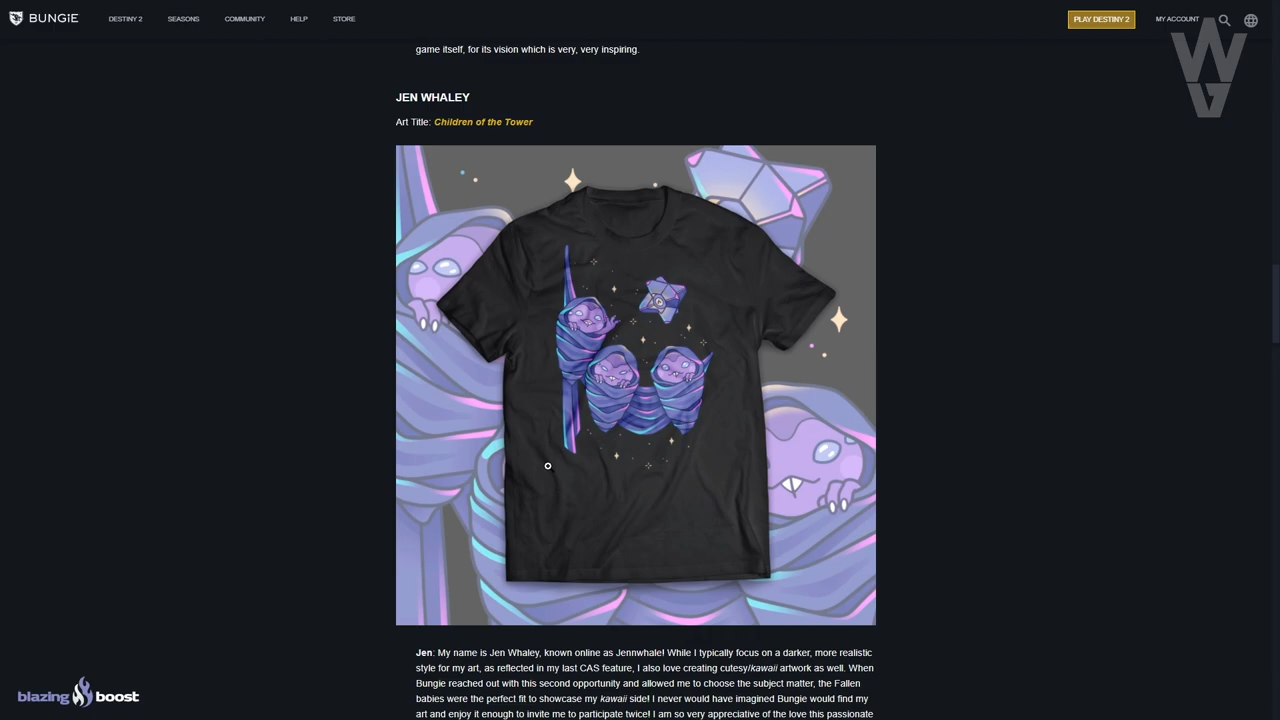 BUNGiE DESTINY 2 SEASONS COMMUNITY HELP STORE PLAY DESTINY 2 MY ACCOUNT
game itself, for its vision which is very, very inspiring.
JEN WHALEY
Art Title: Children of the Tower
Jen: My name is Jen Whaley, known online as Jennwhale! While I typically focus on a darker, more realistic
style for my art, as reflected in my last CAS feature, I also love creating cutesy/kawaii artwork as well. When
Bungie reached out with this second opportunity and allowed me to choose the subject matter, the Fallen
babies were the perfect fit to showcase my kawaii side! I never would have imagined Bungie would find my
art and enjoy it enough to invite me to participate twice! I am so very appreciative of the love this passionate
blazing boost